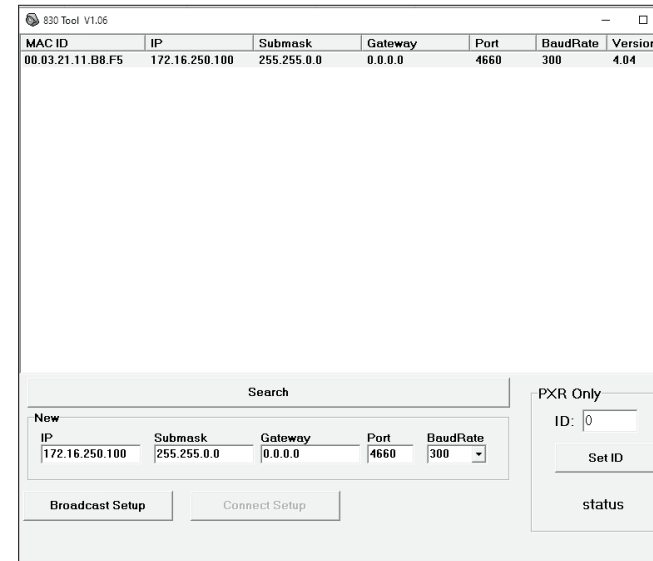 830 Tool V1.06
MAC ID IP Submask Gateway Port BaudRate Version
00.03.21.11.B8.F5 172.16.250.100 255.255.0.0 0.0.0.0 4660 300 4.04
Search
PXR Only
New
ID: 0
IP Submask Gateway Port BaudRate
172.16.250.100 255.255.0.0 0.0.0.0 4660 300
Set ID
Broadcast Setup Connect Setup
status